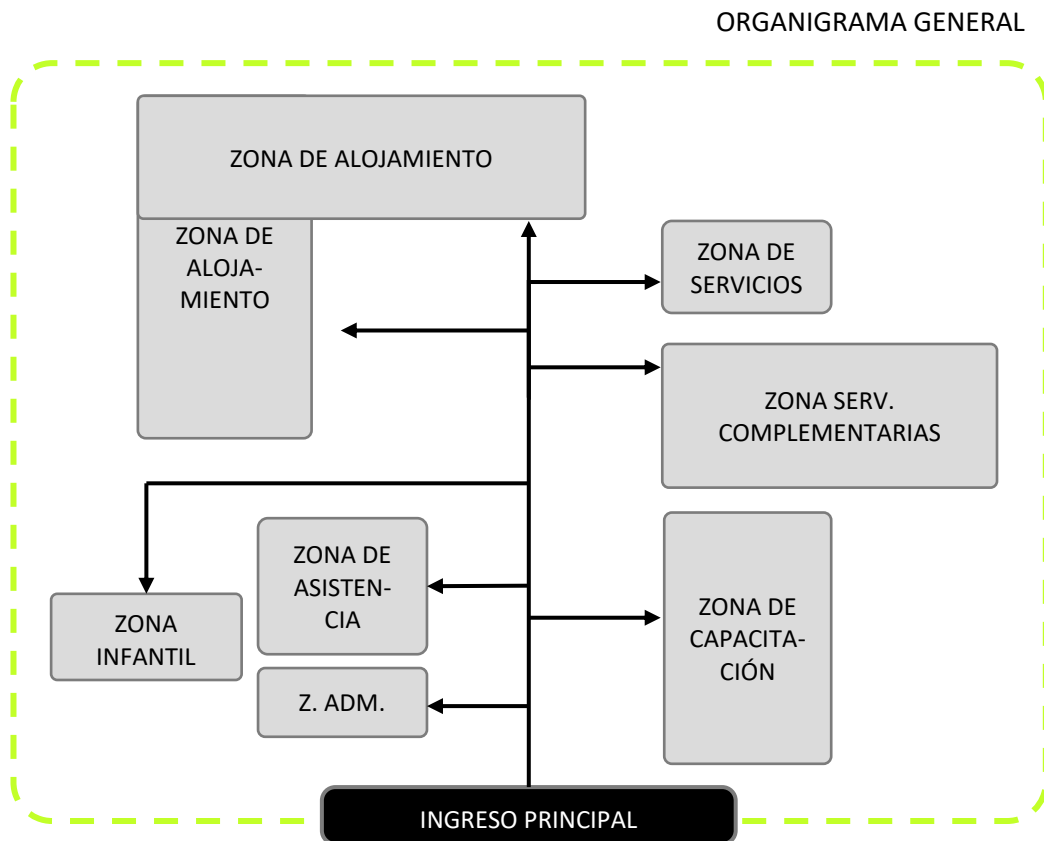 ORGANIGRAMA GENERAL
ZONA DE ALOJAMIENTO
ZONA DE
ALOJA-
MIENTO
ZONA DE
SERVICIOS
ZONA SERV.
COMPLEMENTARIAS
ZONA DE
ASISTEN-
CIA
ZONA DE
CAPACITA-
CIÓN
ZONA
INFANTIL
Z. ADM.
INGRESO PRINCIPAL